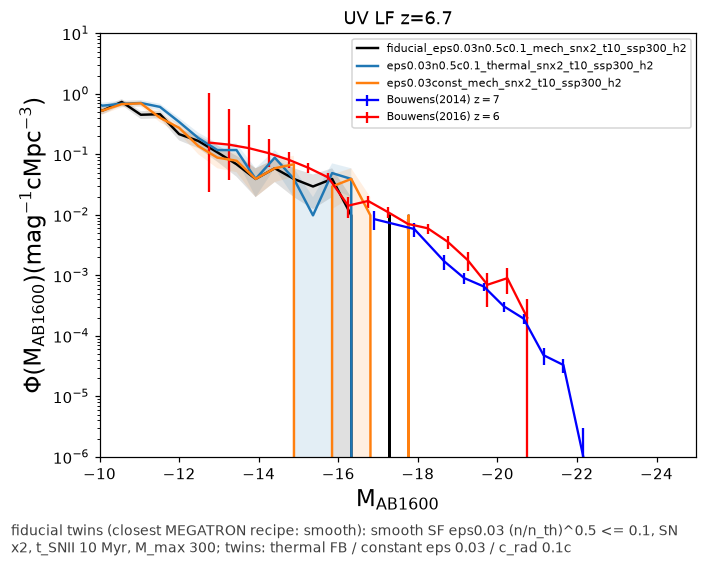 UV LF z=6.7
Φ(M_AB1600)(mag⁻¹cMpc⁻³)
10¹
10⁰
10⁻¹
10⁻²
10⁻³
10⁻⁴
10⁻⁵
10⁻⁶
fiducial_eps0.03n0.5c0.1_mech_snx2_t10_ssp300_h2
eps0.03n0.5c0.1_thermal_snx2_t10_ssp300_h2
eps0.03const_mech_snx2_t10_ssp300_h2
Bouwens(2014) z = 7
Bouwens(2016) z = 6
−10 −12 −14 −16 −18 −20 −22 −24
M_AB1600
fiducial twins (closest MEGATRON recipe: smooth): smooth SF eps0.03 (n/n_th)^0.5 <= 0.1, SN
x2, t_SNII 10 Myr, M_max 300; twins: thermal FB / constant eps 0.03 / c_rad 0.1c